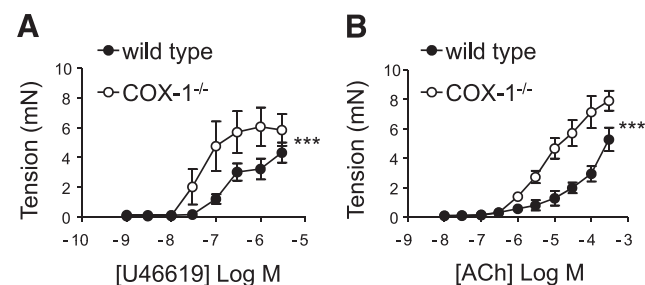 A
wild type
COX-1-/-
Tension (mN)
10
8
6
4
2
0
-10 -9 -8 -7 -6 -5
***
[U46619] Log M
B
wild type
COX-1-/-
Tension (mN)
10
8
6
4
2
0
-9 -8 -7 -6 -5 -4 -3
***
[ACh] Log M